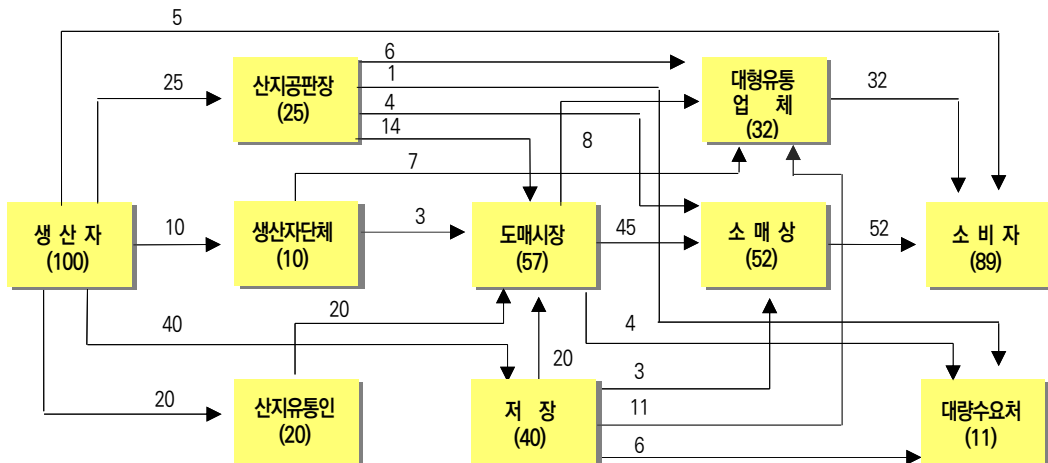 5
6
1
4
14
25
산지공판장
(25)
대형유통
업 체
(32)
32
8
7
생 산 자
(100)
10
생산자단체
(10)
3
도매시장
(57)
45
소 매 상
(52)
52
소 비 자
(89)
20
40
4
20
3
20
산지유통인
(20)
저 장
(40)
11
6
대량수요처
(11)